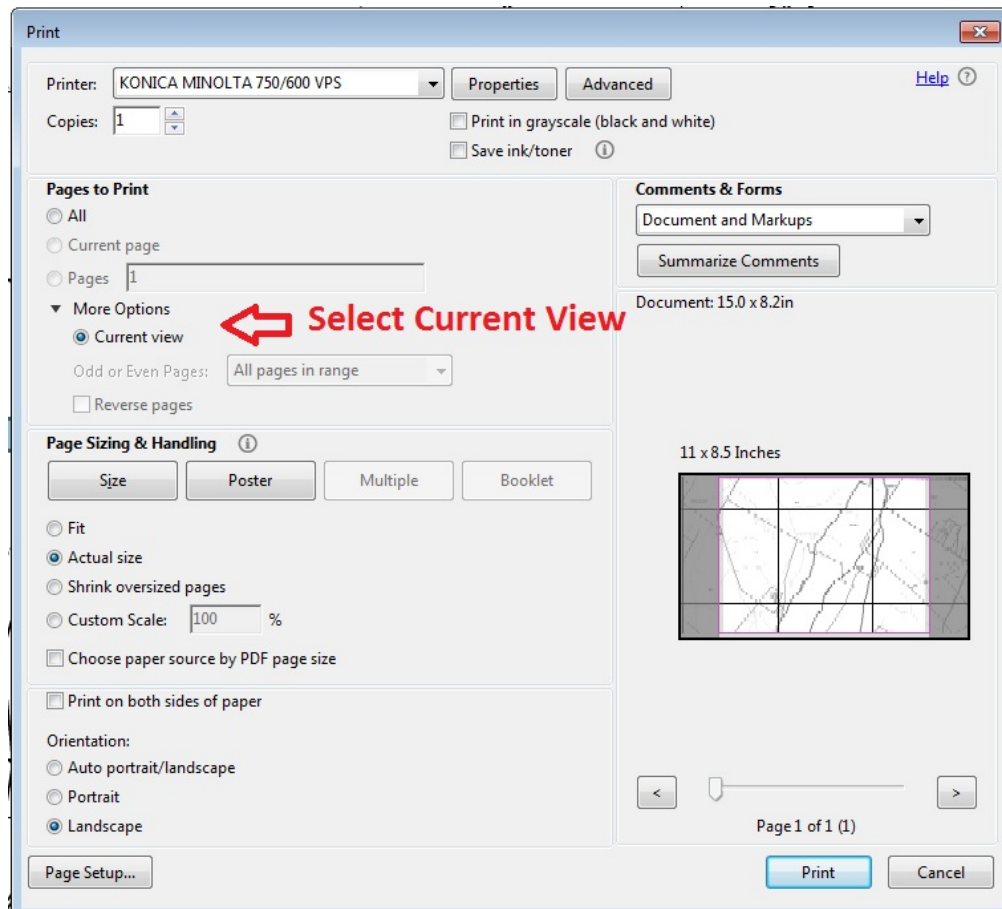 Print
Printer: KONICA MINOLTA 750/600 VPS Properties Advanced Help ?
Copies: 1 Print in grayscale (black and white)
Save ink/toner i
Pages to Print
All
Current page
Pages 1
More Options
Current view
Odd or Even Pages: All pages in range
Reverse pages
Select Current View
Comments & Forms
Document and Markups
Summarize Comments
Document: 15.0 x 8.2in
11 x 8.5 Inches
Page Sizing & Handling i
Size Poster Multiple Booklet
Fit
Actual size
Shrink oversized pages
Custom Scale: 100 %
Choose paper source by PDF page size
Print on both sides of paper
Orientation:
Auto portrait/landscape
Portrait
Landscape
< >
Page 1 of 1 (1)
Page Setup... Print Cancel